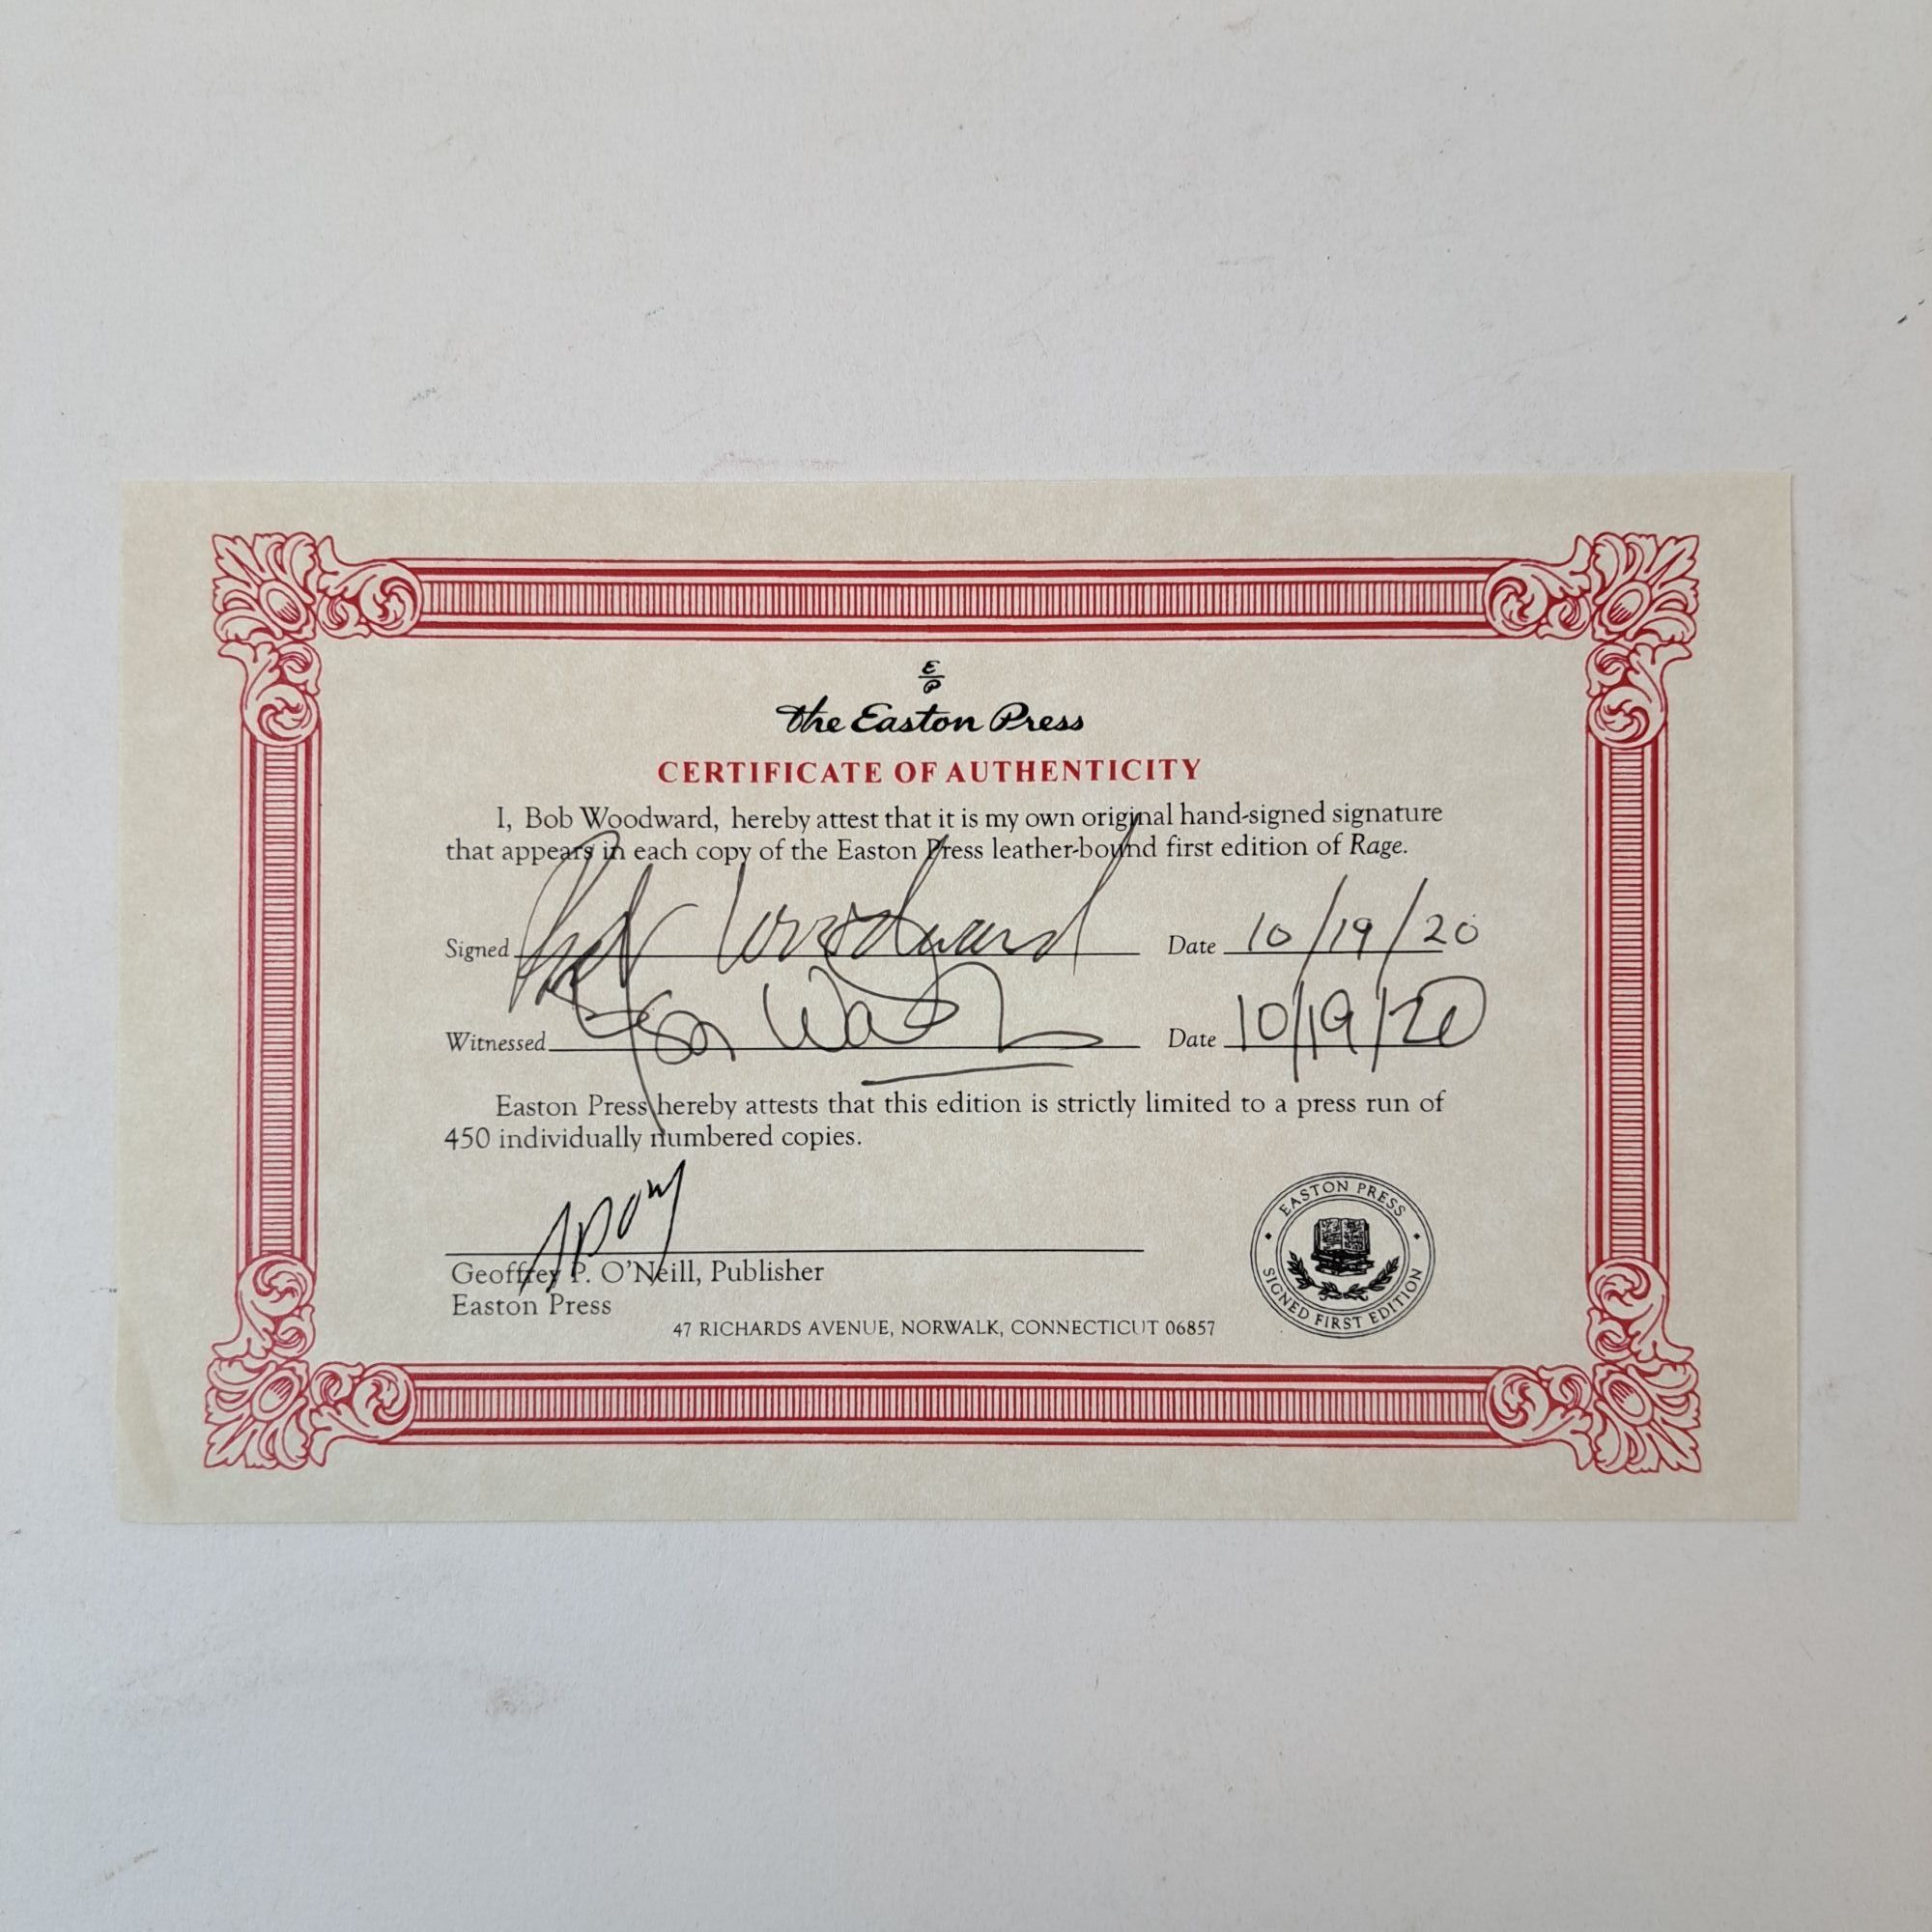 E
P
the Easton Press
CERTIFICATE OF AUTHENTICITY
I, Bob Woodward, hereby attest that it is my own original hand-signed signature
that appears in each copy of the Easton Press leather-bound first edition of Rage.
Signed Bob Woodward Date 10/19/20
Witnessed Date 10/19/20
Easton Press hereby attests that this edition is strictly limited to a press run of
450 individually numbered copies.
Geoffrey P. O'Neill, Publisher
Easton Press
47 RICHARDS AVENUE, NORWALK, CONNECTICUT 06857
EASTON PRESS
SIGNED FIRST EDITION